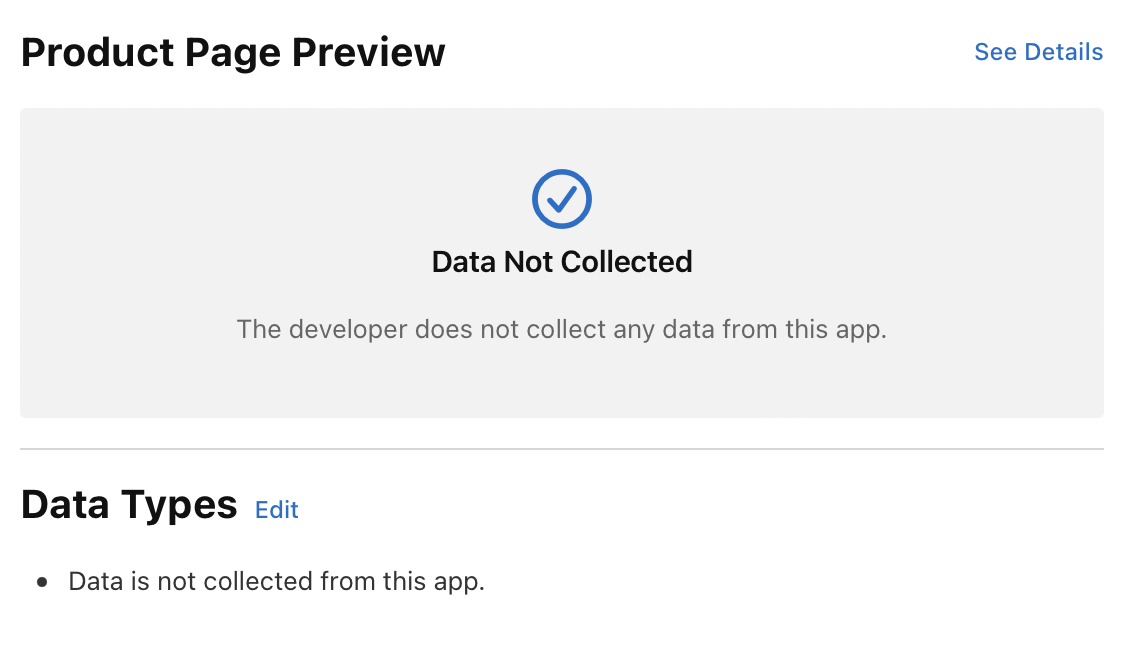 Product Page Preview
See Details
Data Not Collected
The developer does not collect any data from this app.
Data Types Edit
• Data is not collected from this app.